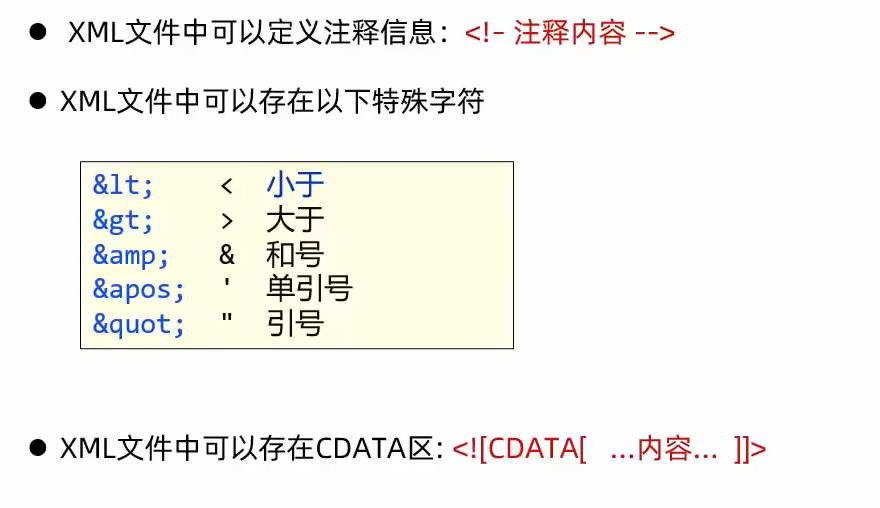 ● XML文件中可以定义注释信息：<!– 注释内容 -->
● XML文件中可以存在以下特殊字符
&lt; < 小于
&gt; > 大于
&amp; & 和号
&apos; ' 单引号
&quot; " 引号
● XML文件中可以存在CDATA区: <![CDATA[ ...内容... ]]>